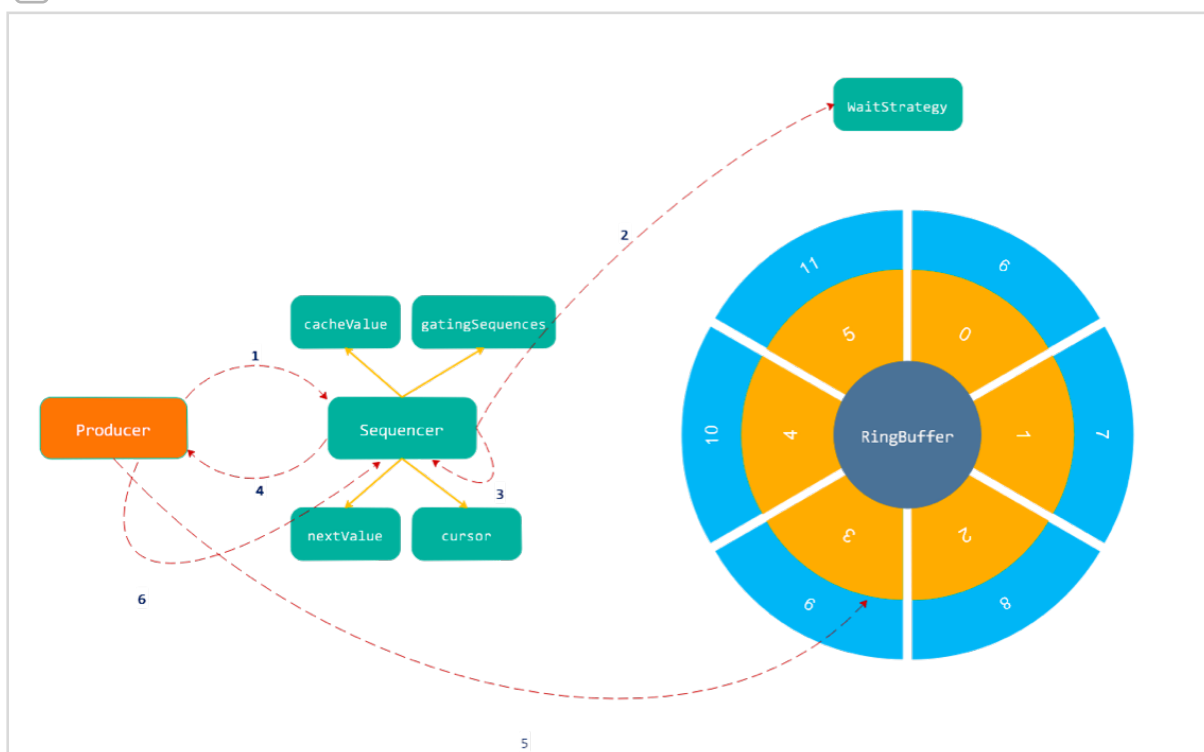 WaitStrategy
2
11
6
cacheValue
gatingSequences
5
0
1
Producer
Sequencer
10
4
RingBuffer
1
7
4
3
nextValue
cursor
3
2
6
9
8
5